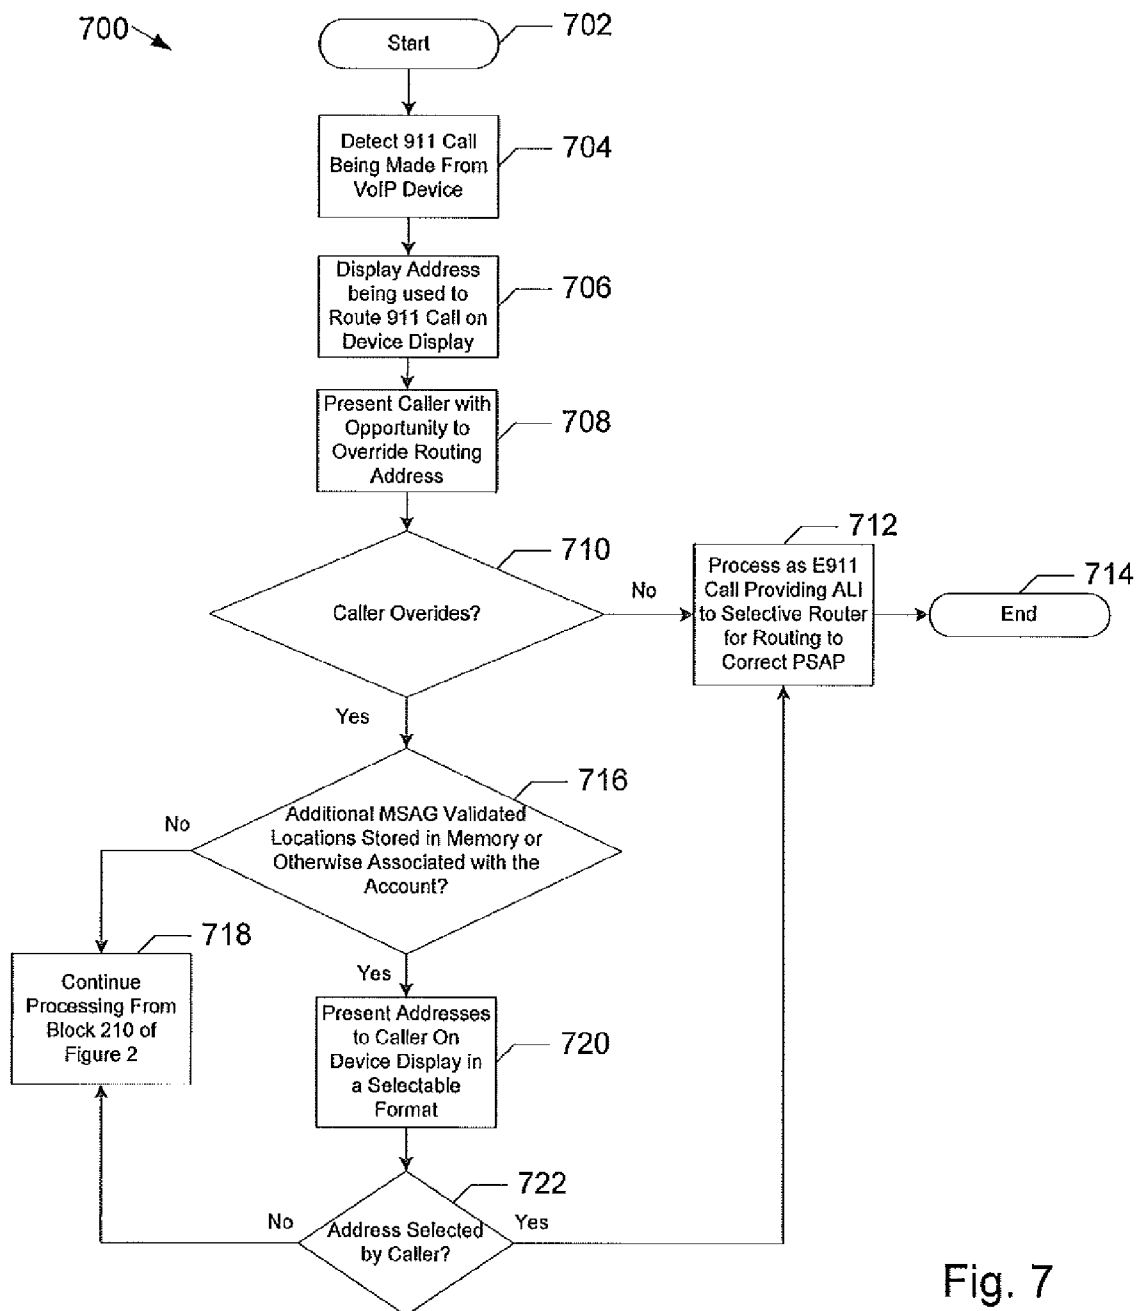 700
Start
702
Detect 911 Call
Being Made From
VoIP Device
704
Display Address
being used to
Route 911 Call on
Device Display
706
Present Caller with
Opportunity to
Override Routing
Address
708
Caller Overrides?
710
No
712
Process as E911
Call Providing ALI
to Selective Router
for Routing to
Correct PSAP
714
End
Yes
716
Additional MSAG Validated
Locations Stored in Memory or
Otherwise Associated with the
Account?
No
718
Continue
Processing From
Block 210 of
Figure 2
Yes
Present Addresses
to Caller On
Device Display in
a Selectable
Format
720
722
Address Selected
by Caller?
No
Yes
Fig. 7